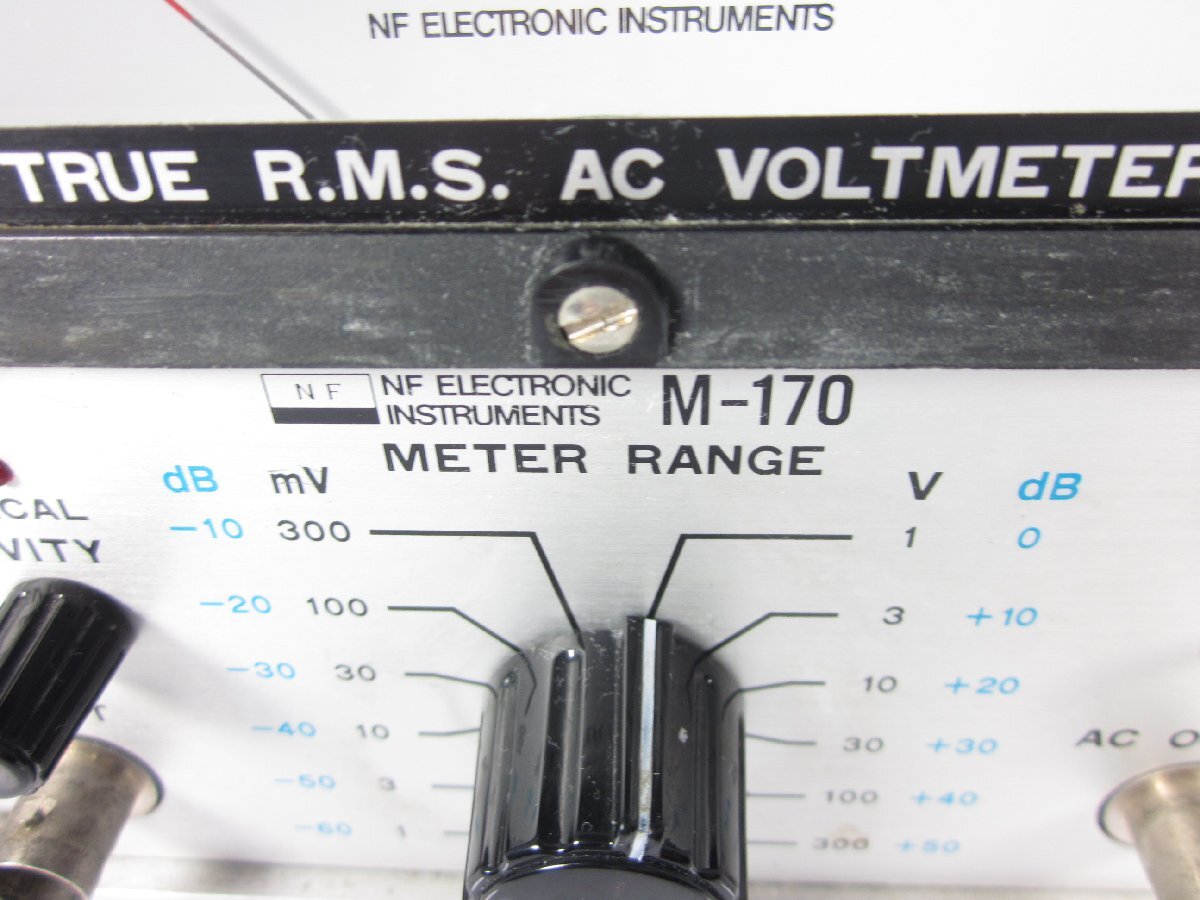 NF ELECTRONIC INSTRUMENTS
TRUE R.M.S. AC VOLTMETER
NF NF ELECTRONIC INSTRUMENTS M-170
METER RANGE
dB mV V dB
-10 300 1 0
-20 100 3 +10
-30 30 10 +20
-40 10 30 +30
-50 3 100 +40
-60 1 300 +50
ICAL
VITY
T
AC O